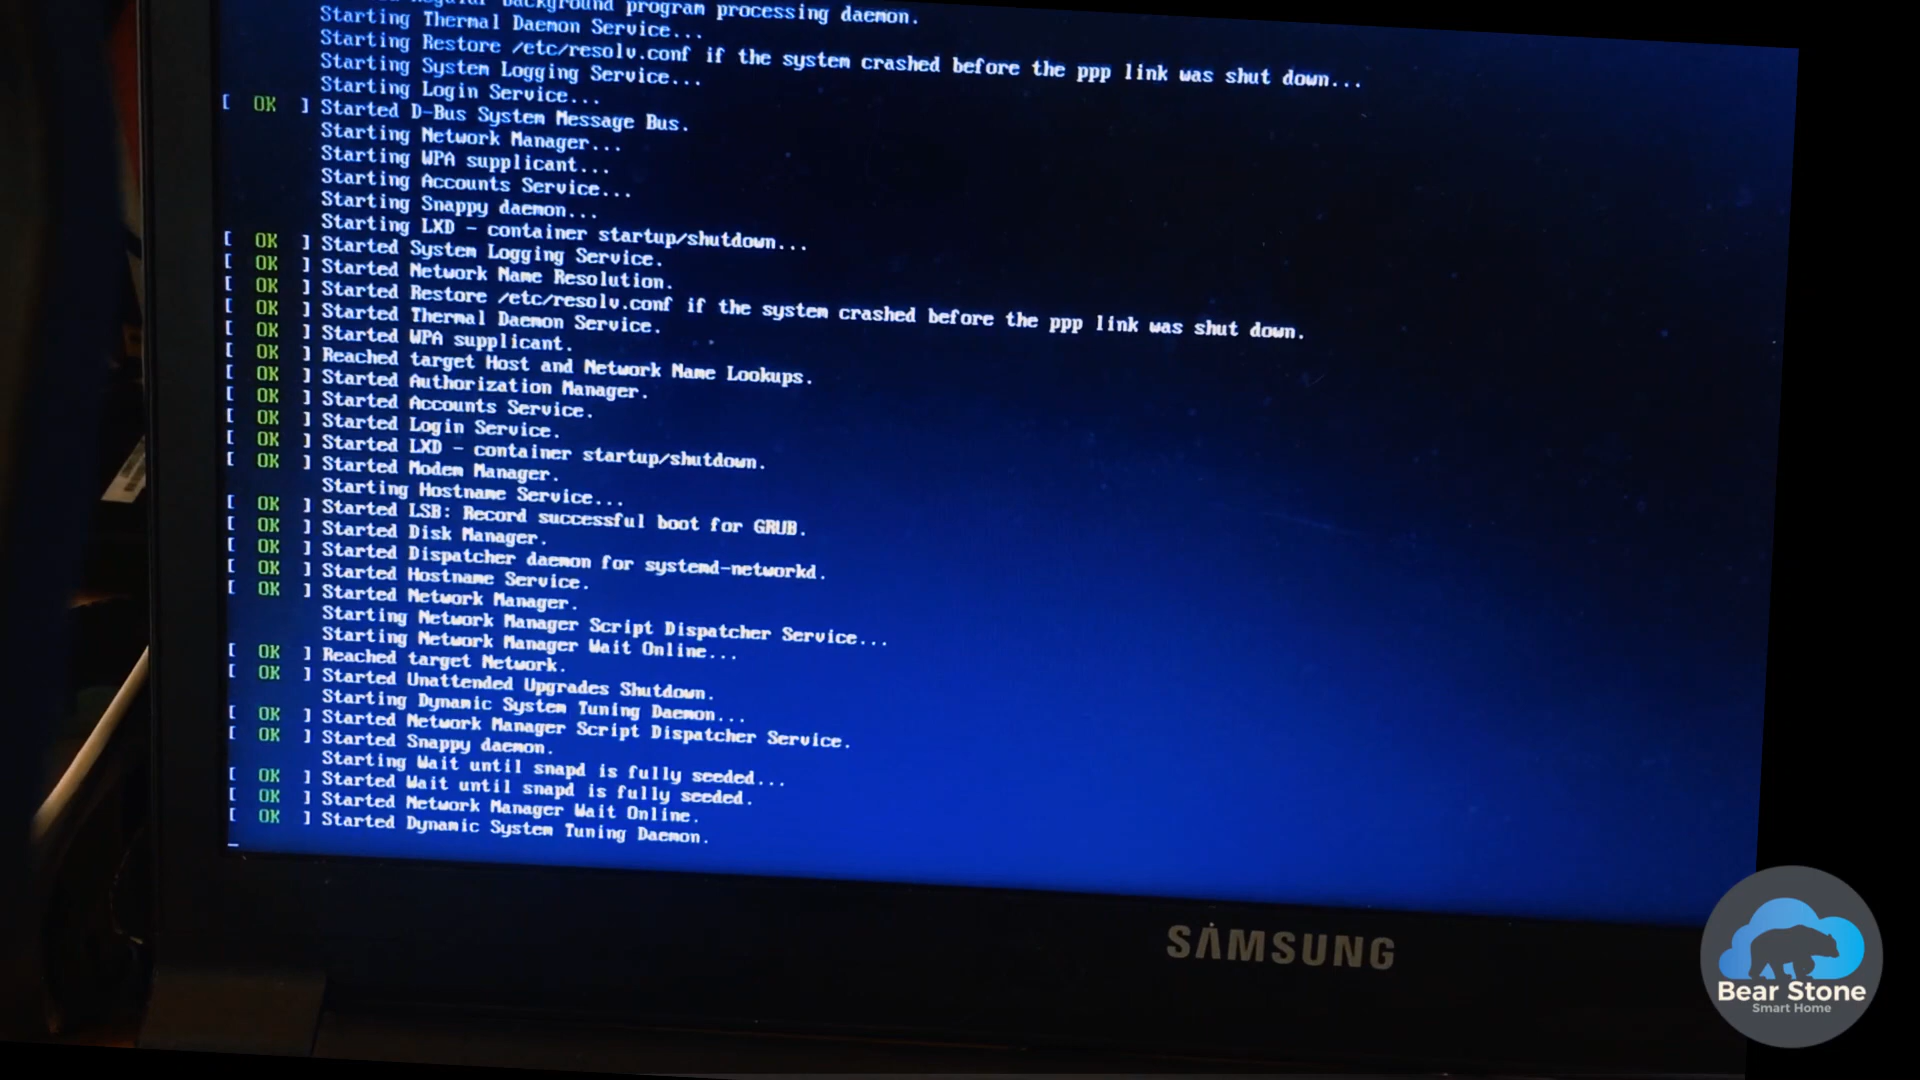 Regular background program processing daemon.
Starting Thermal Daemon Service...
Starting Restore /etc/resolv.conf if the system crashed before the ppp link was shut down...
Starting System Logging Service...
Starting Login Service...
[ OK ] Started D-Bus System Message Bus.
Starting Network Manager...
Starting WPA supplicant...
Starting Accounts Service...
Starting Snappy daemon...
Starting LXD - container startup/shutdown...
[ OK ] Started System Logging Service.
[ OK ] Started Network Name Resolution.
[ OK ] Started Restore /etc/resolv.conf if the system crashed before the ppp link was shut down.
[ OK ] Started Thermal Daemon Service.
[ OK ] Started WPA supplicant.
[ OK ] Reached target Host and Network Name Lookups.
[ OK ] Started Authorization Manager.
[ OK ] Started Accounts Service.
[ OK ] Started Login Service.
[ OK ] Started LXD - container startup/shutdown.
[ OK ] Started Modem Manager.
Starting Hostname Service...
[ OK ] Started LSB: Record successful boot for GRUB.
[ OK ] Started Disk Manager.
[ OK ] Started Dispatcher daemon for systemd-networkd.
[ OK ] Started Hostname Service.
[ OK ] Started Network Manager.
Starting Network Manager Script Dispatcher Service...
Starting Network Manager Wait Online...
[ OK ] Reached target Network.
[ OK ] Started Unattended Upgrades Shutdown.
Starting Dynamic System Tuning Daemon...
[ OK ] Started Network Manager Script Dispatcher Service.
[ OK ] Started Snappy daemon.
Starting Wait until snapd is fully seeded...
[ OK ] Started Wait until snapd is fully seeded.
[ OK ] Started Network Manager Wait Online.
[ OK ] Started Dynamic System Tuning Daemon.
SAMSUNG
Bear Stone
Smart Home